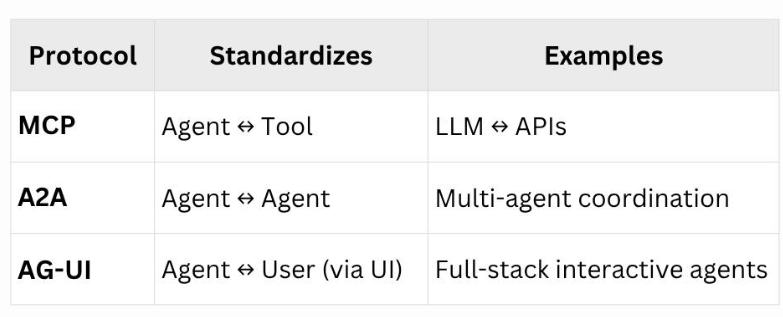 Protocol Standardizes Examples
MCP Agent ↔ Tool LLM ↔ APIs
A2A Agent ↔ Agent Multi-agent coordination
AG-UI Agent ↔ User (via UI) Full-stack interactive agents